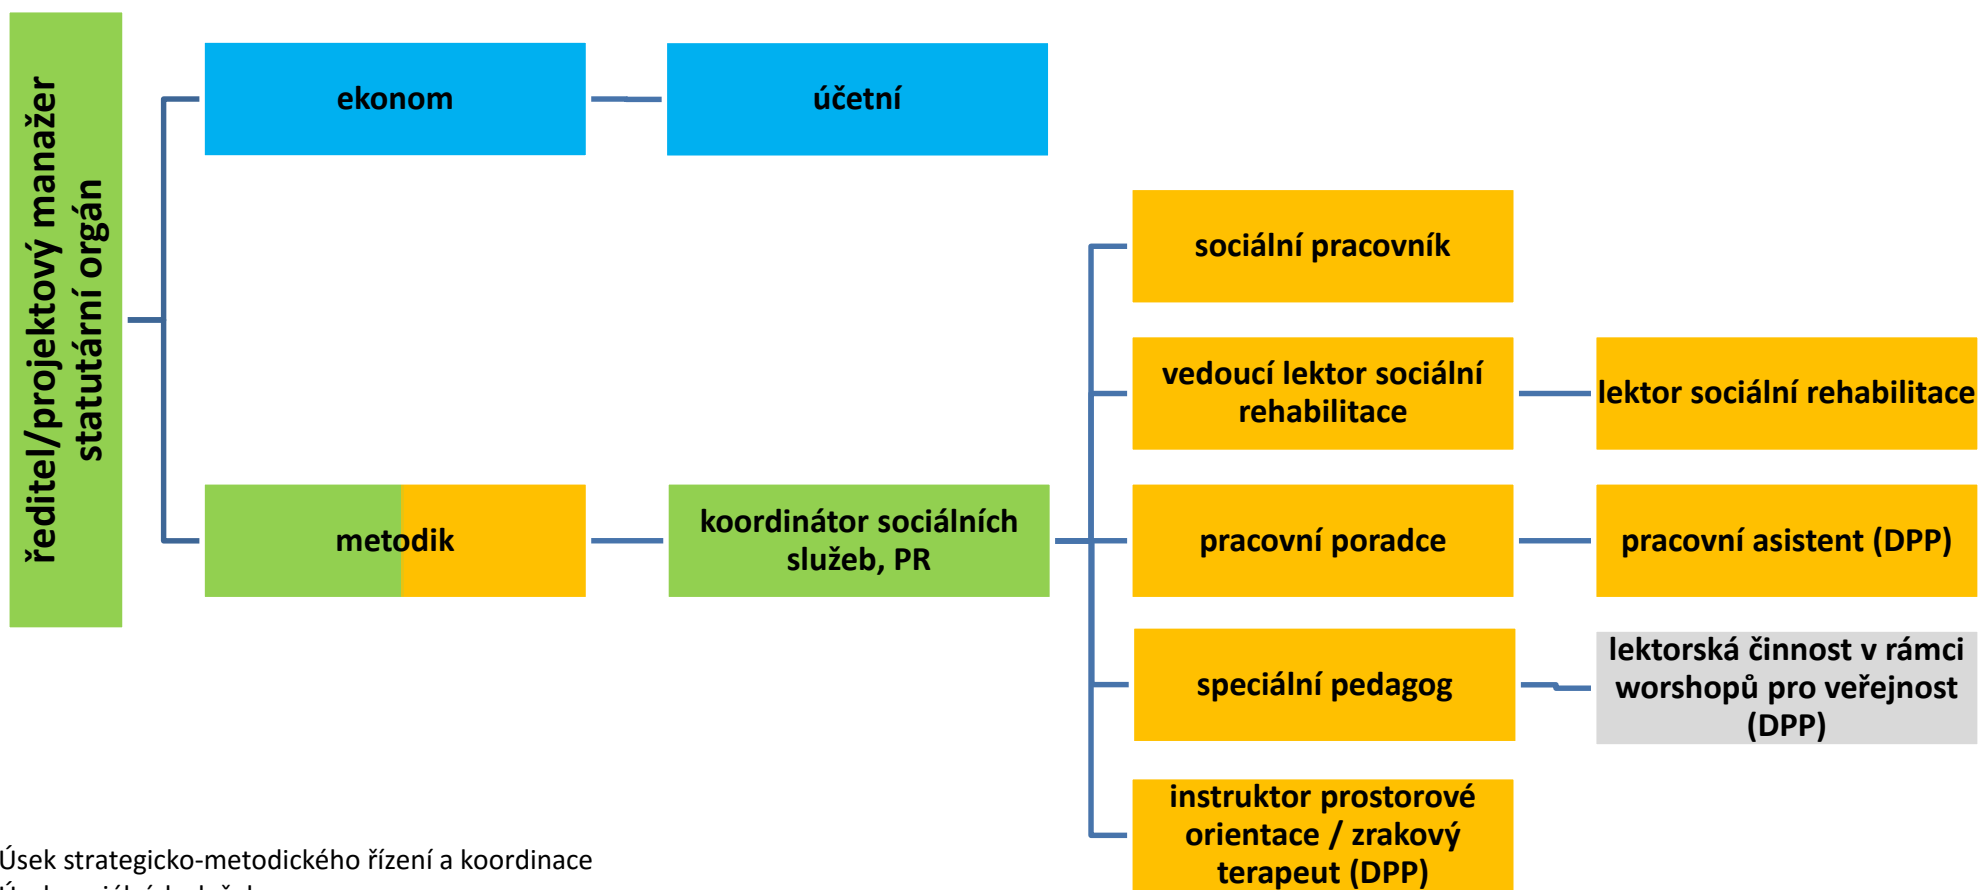 ředitel/projektový manažer
statutární orgán
ekonom
účetní
sociální pracovník
vedoucí lektor sociální
rehabilitace
lektor sociální rehabilitace
metodik
koordinátor sociálních
služeb, PR
pracovní poradce
pracovní asistent (DPP)
speciální pedagog
lektorská činnost v rámci
worshopů pro veřejnost
(DPP)
instruktor prostorové
orientace / zrakový
terapeut (DPP)
Úsek strategicko-metodického řízení a koordinace